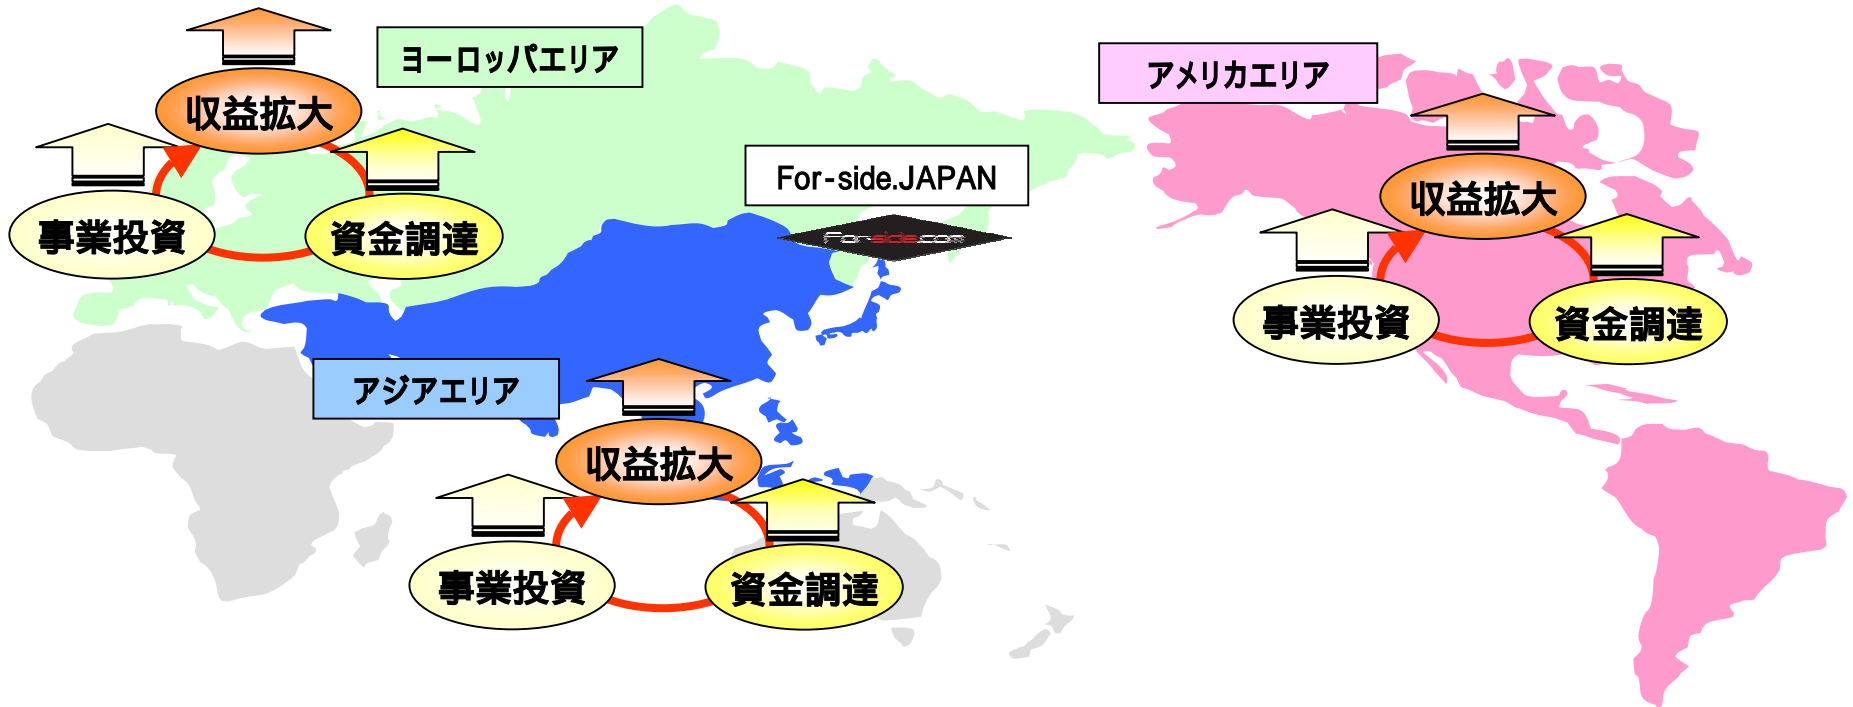 ヨーロッパエリア
収益拡大
事業投資
資金調達
For-side.JAPAN
For-side.com
アメリカエリア
収益拡大
事業投資
資金調達
アジアエリア
収益拡大
事業投資
資金調達